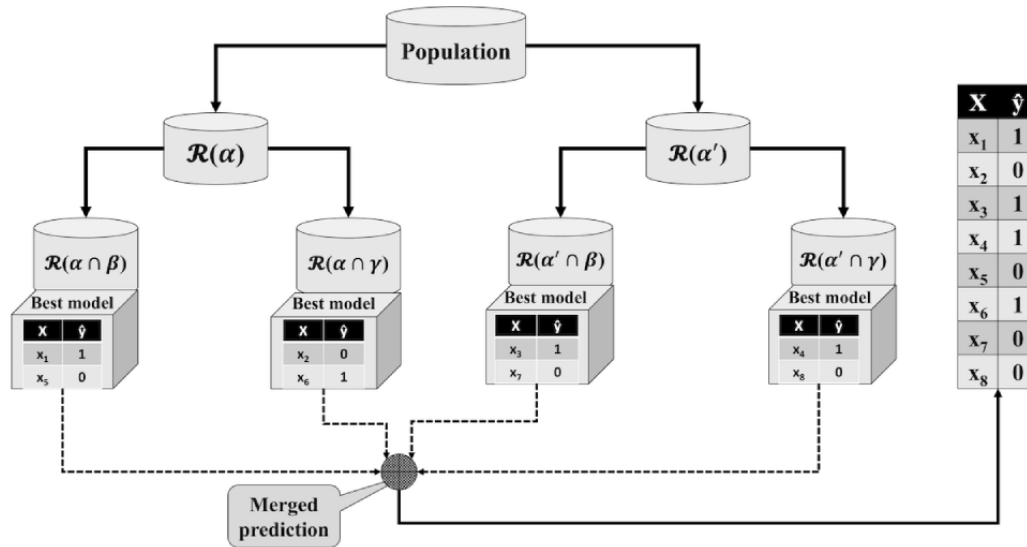 Population
ℛ(α)
ℛ(α′)
ℛ(α ∩ β)
ℛ(α ∩ γ)
ℛ(α′ ∩ β)
ℛ(α′ ∩ γ)
Best model
X ŷ
x₁ 1
x₅ 0
Best model
X ŷ
x₂ 0
x₆ 1
Best model
X ŷ
x₃ 1
x₇ 0
Best model
X ŷ
x₄ 1
x₈ 0
Merged
prediction
X ŷ
x₁ 1
x₂ 0
x₃ 1
x₄ 1
x₅ 0
x₆ 1
x₇ 0
x₈ 0